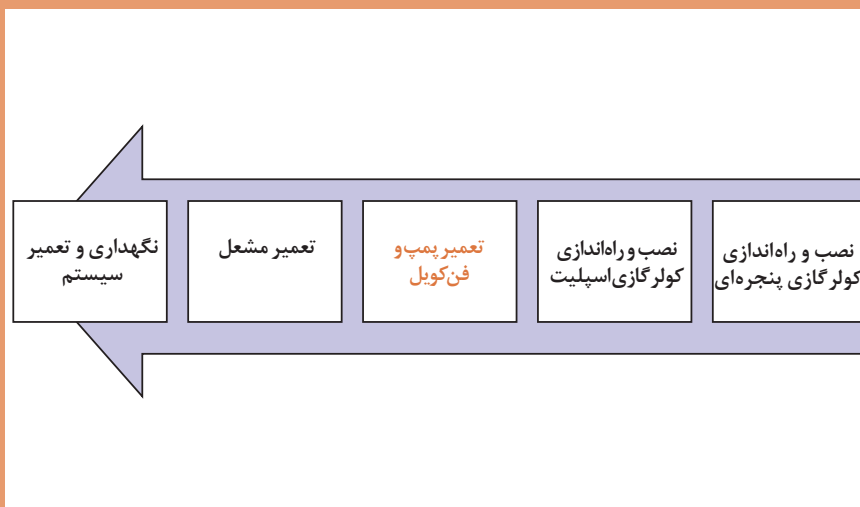 نصب و راه‌اندازی
کولر گازی پنجره‌ای
نصب و راه‌اندازی
کولر گازی اسپلیت
تعمیر پمپ و
فن‌کویل
تعمیر مشعل
نگهداری و تعمیر
سیستم